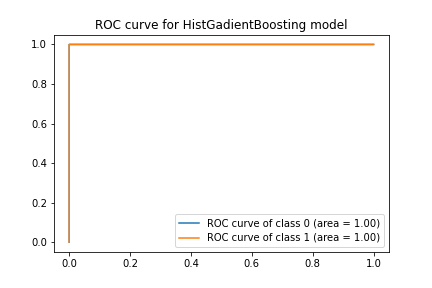 ROC curve for HistGadientBoosting model
1.0
0.8
0.6
0.4
0.2
0.0
ROC curve of class 0 (area = 1.00)
ROC curve of class 1 (area = 1.00)
0.0 0.2 0.4 0.6 0.8 1.0